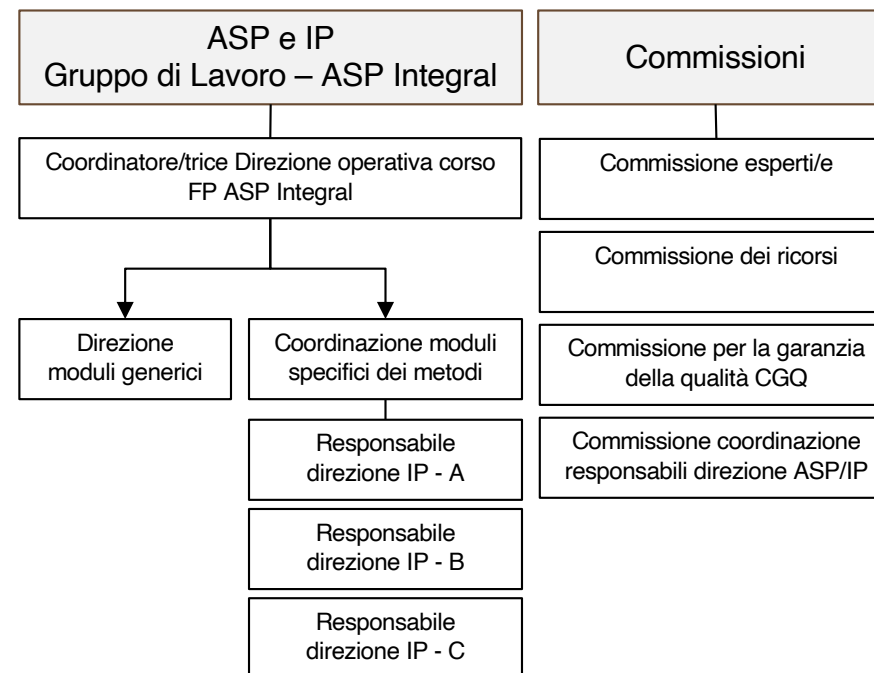 ASP e IP
Gruppo di Lavoro – ASP Integral
Coordinatore/trice Direzione operativa corso
FP ASP Integral
Direzione
moduli generici
Coordinazione moduli
specifici dei metodi
Responsabile
direzione IP - A
Responsabile
direzione IP - B
Responsabile
direzione IP - C
Commissioni
Commissione esperti/e
Commissione dei ricorsi
Commissione per la garanzia
della qualità CGQ
Commissione coordinazione
responsabili direzione ASP/IP